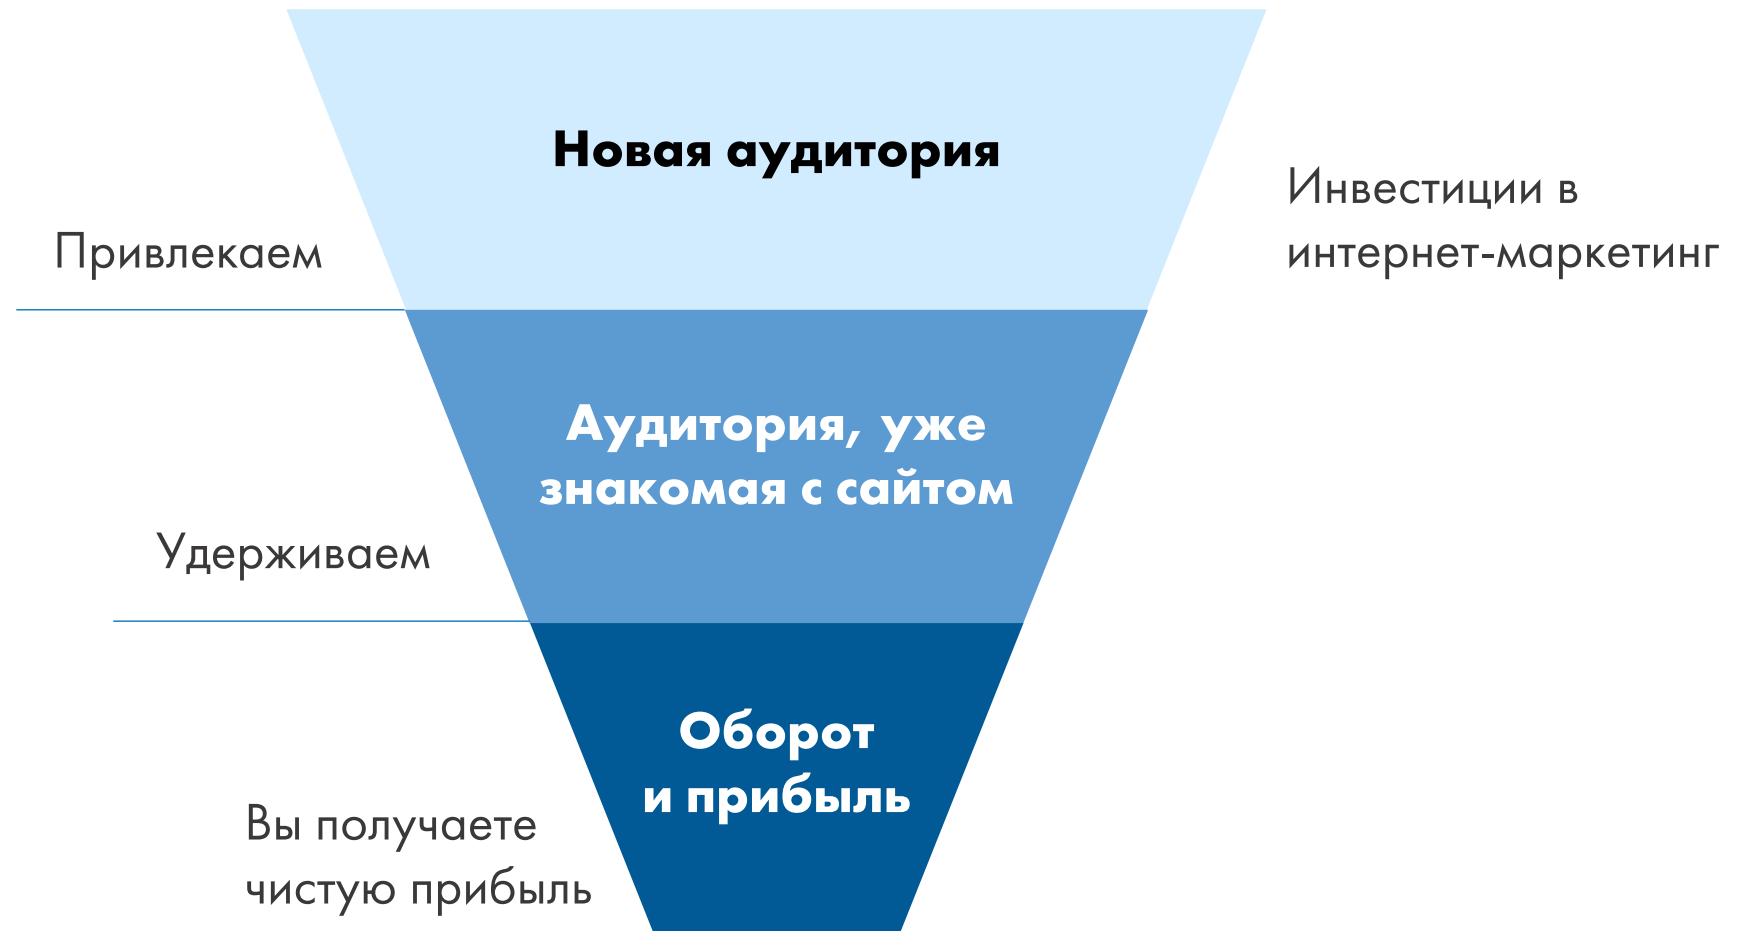 Новая аудитория
Инвестиции в
интернет-маркетинг
Привлекаем
Аудитория, уже
знакомая с сайтом
Удерживаем
Оборот
и прибыль
Вы получаете
чистую прибыль